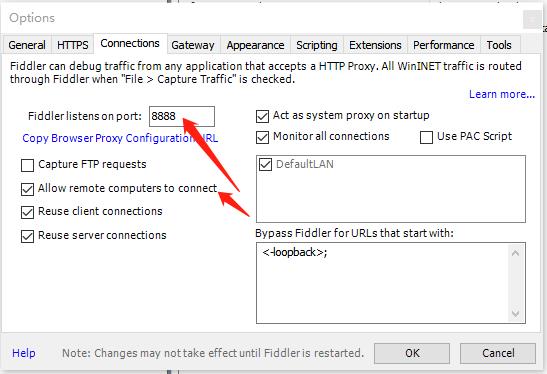 Options
General HTTPS Connections Gateway Appearance Scripting Extensions Performance Tools
Fiddler can debug traffic from any application that accepts a HTTP Proxy. All WinINET traffic is routed
through Fiddler when "File > Capture Traffic" is checked.
Learn more...
Fiddler listens on port: 8888
Copy Browser Proxy Configuration URL
Capture FTP requests
Allow remote computers to connect
Reuse client connections
Reuse server connections
Act as system proxy on startup
Monitor all connections Use PAC Script
DefaultLAN
Bypass Fiddler for URLs that start with:
<-loopback>;
Help Note: Changes may not take effect until Fiddler is restarted. OK Cancel